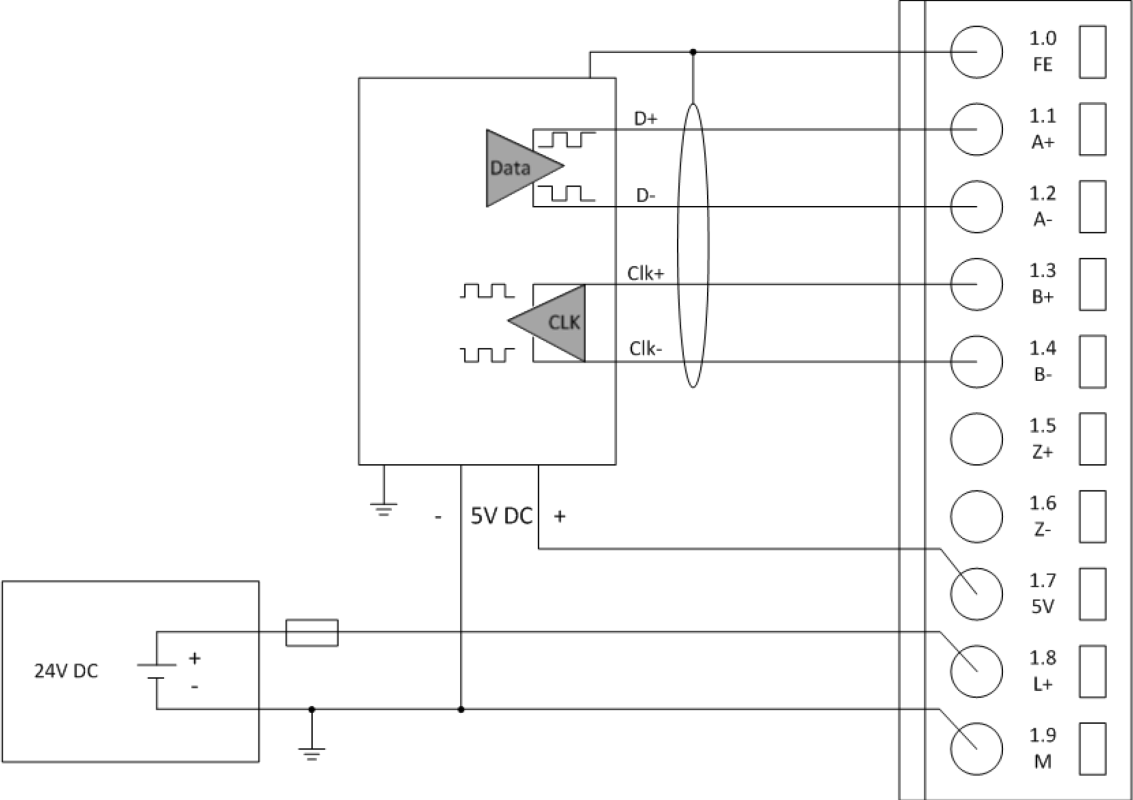 1.0
FE
D+
1.1
A+
Data
D-
1.2
A-
Clk+
1.3
B+
CLK
Clk-
1.4
B-
1.5
Z+
- 5V DC +
1.6
Z-
1.7
5V
24V DC
+
-
1.8
L+
1.9
M